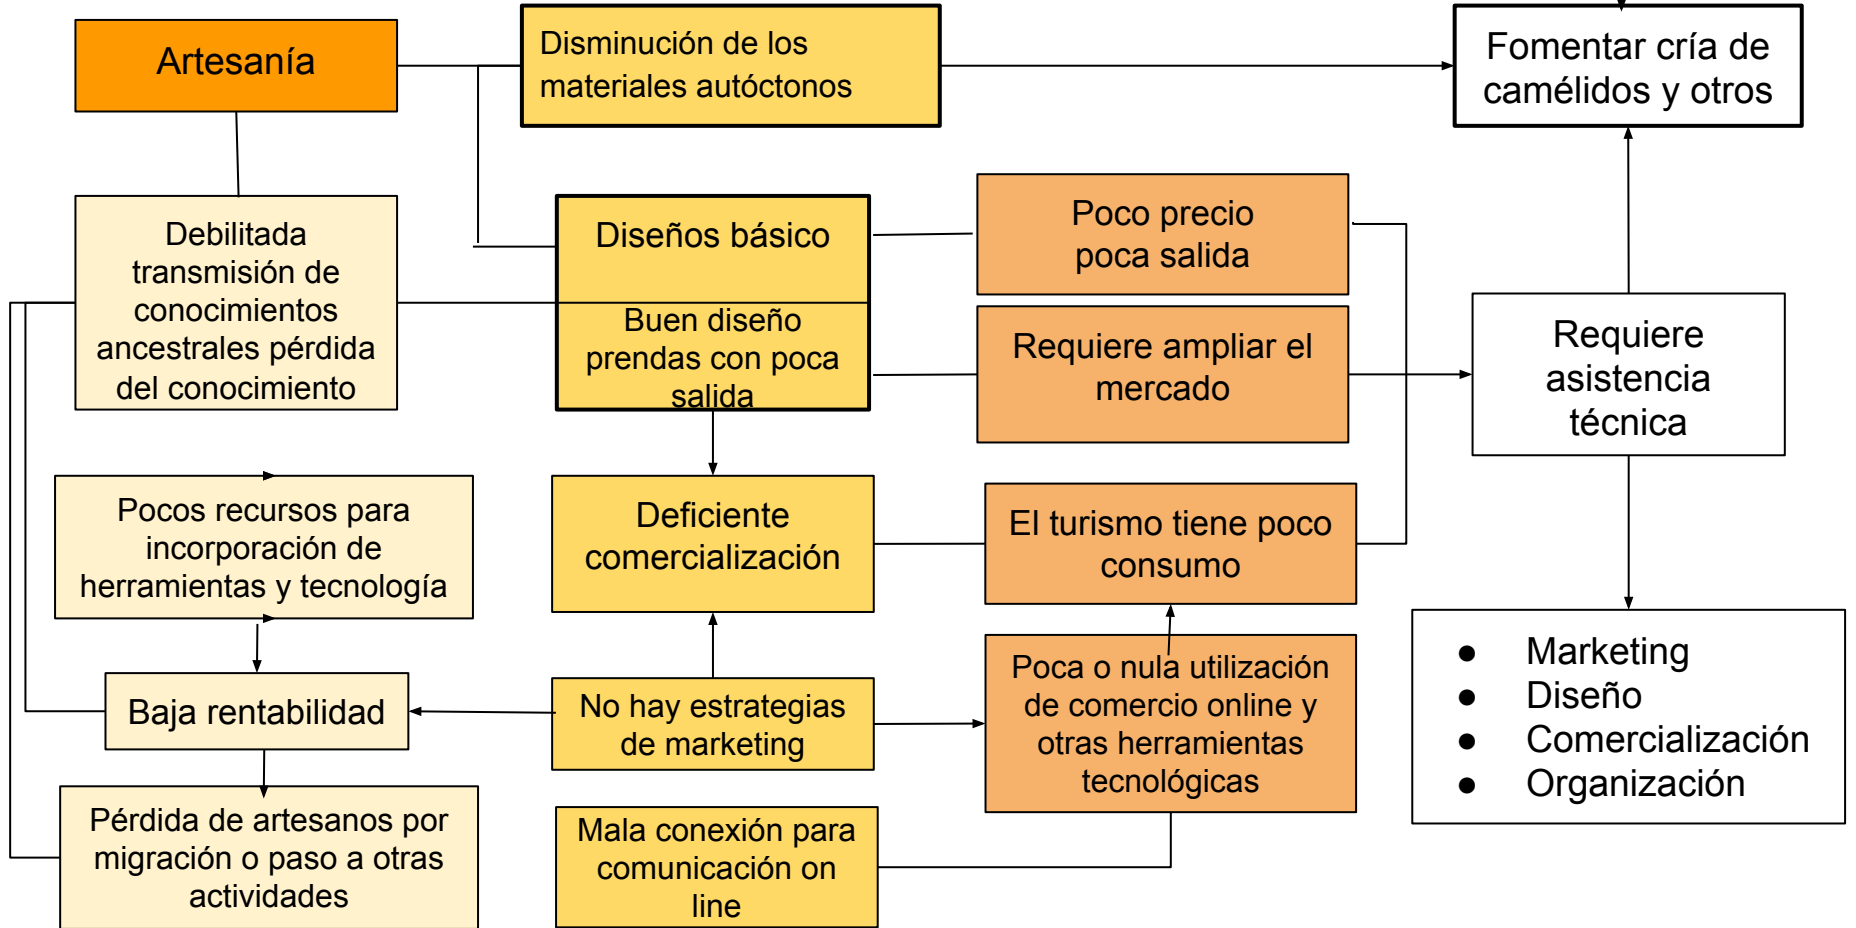 Artesanía
Disminución de los
materiales autóctonos
Fomentar cría de
camélidos y otros
Debilitada
transmisión de
conocimientos
ancestrales pérdida
del conocimiento
Diseños básico
Buen diseño
prendas con poca
salida
Poco precio
poca salida
Requiere ampliar el
mercado
Requiere
asistencia
técnica
Pocos recursos para
incorporación de
herramientas y tecnología
Deficiente
comercialización
El turismo tiene poco
consumo
Baja rentabilidad
No hay estrategias
de marketing
Poca o nula utilización
de comercio online y
otras herramientas
tecnológicas
● Marketing
● Diseño
● Comercialización
● Organización
Pérdida de artesanos por
migración o paso a otras
actividades
Mala conexión para
comunicación on
line